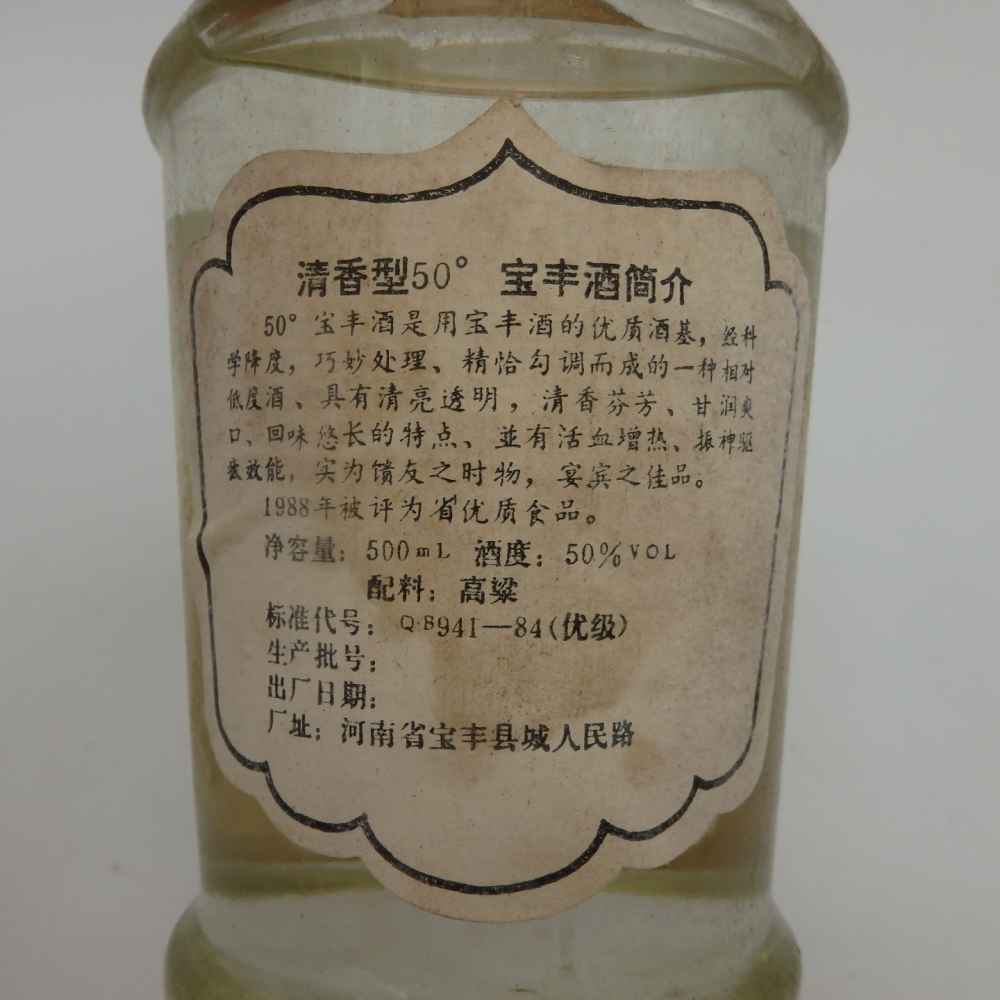 清香型50° 宝丰酒简介
50°宝丰酒是用宝丰酒的优质酒基，经科
学降度，巧妙处理、精恰勾调而成的一种相对
低度酒、具有清亮透明，清香芬芳、甘润爽
口、回味悠长的特点、並有活血增热、振神驱
兹效能，实为馈友之时物，宴宾之佳品。
1988年被评为省优质食品。
净容量：500mL 酒度：50%VOL
配料：高粱
标准代号：Q·B941—84(优级)
生产批号：
出厂日期：
厂址：河南省宝丰县城人民路